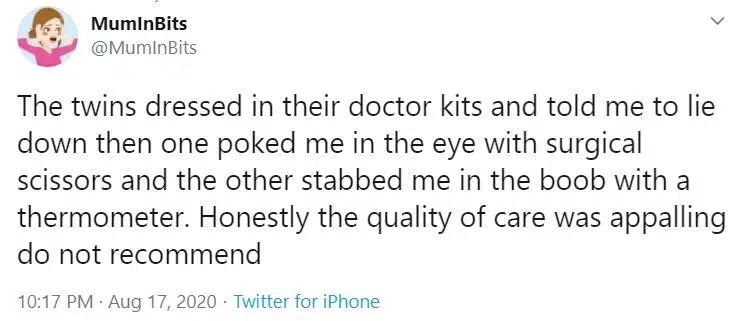 MumInBits
@MumInBits
The twins dressed in their doctor kits and told me to lie
down then one poked me in the eye with surgical
scissors and the other stabbed me in the boob with a
thermometer. Honestly the quality of care was appalling
do not recommend
10:17 PM · Aug 17, 2020 · Twitter for iPhone